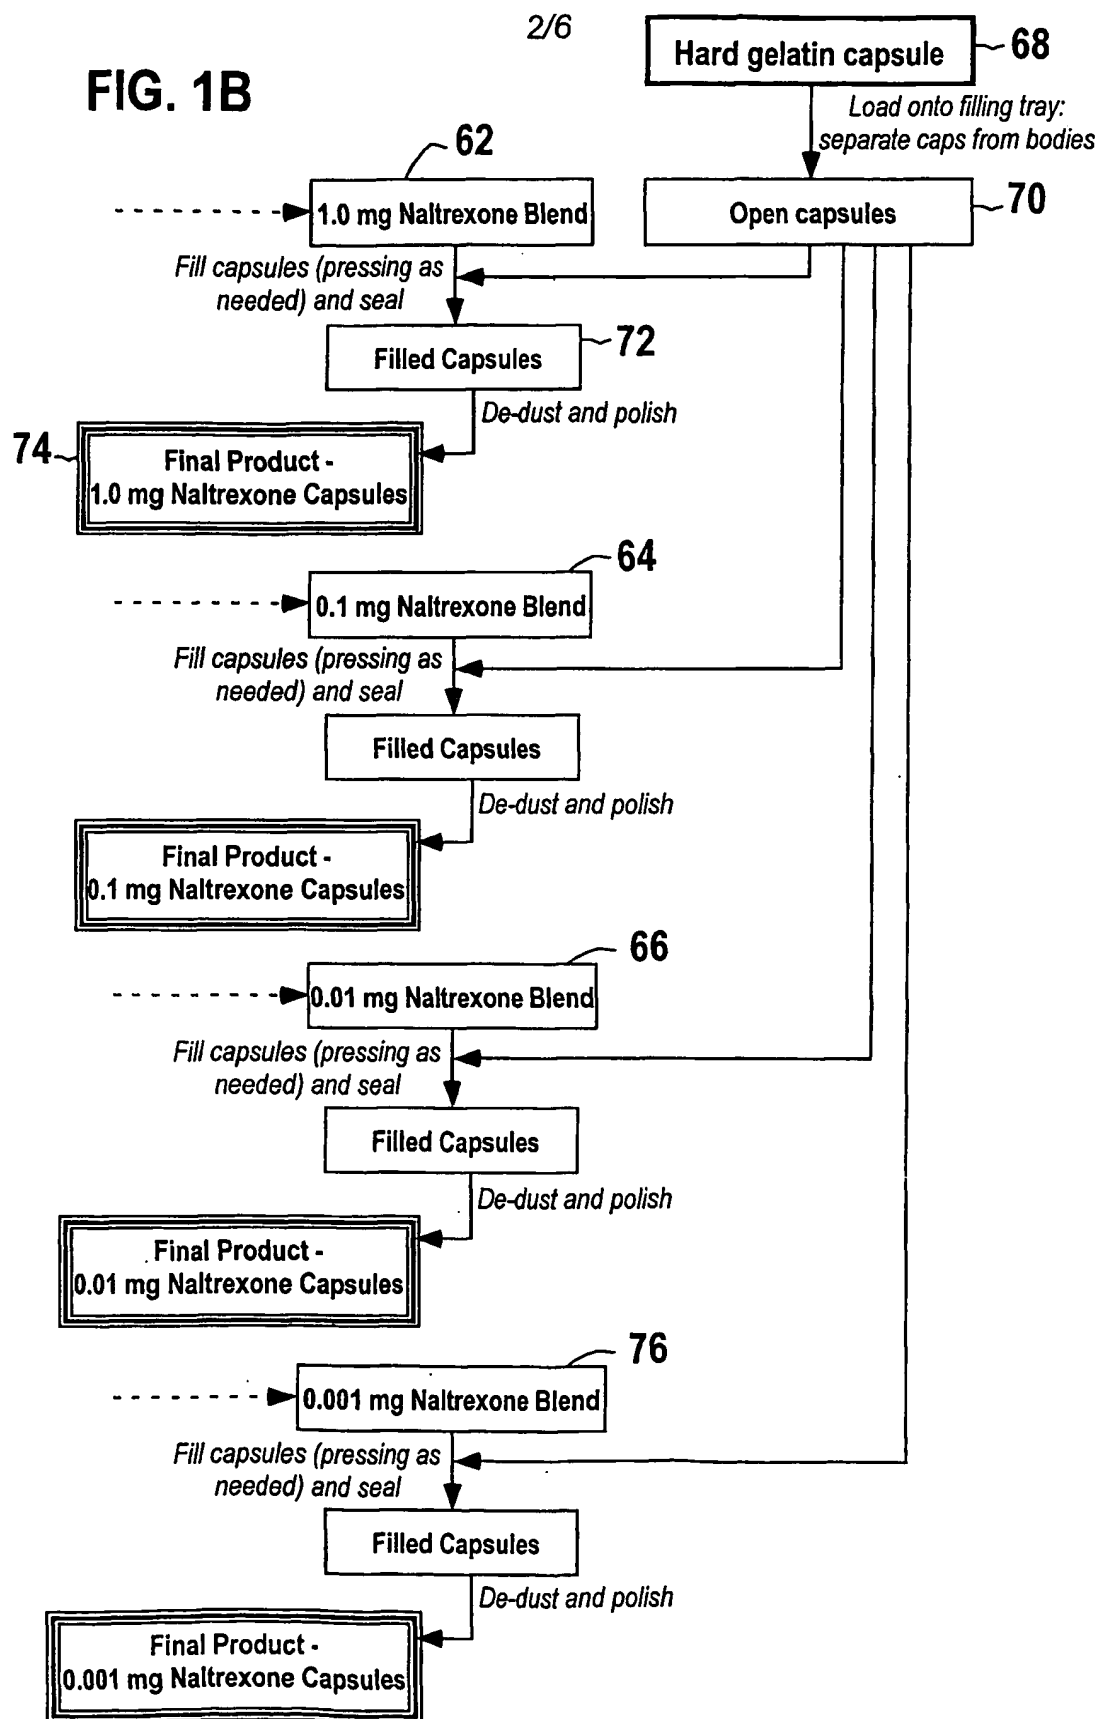 2/6
FIG. 1B
Hard gelatin capsule
68
Load onto filling tray:
separate caps from bodies
62
1.0 mg Naltrexone Blend
Open capsules
70
Fill capsules (pressing as
needed) and seal
Filled Capsules
72
De-dust and polish
74
Final Product -
1.0 mg Naltrexone Capsules
64
0.1 mg Naltrexone Blend
Fill capsules (pressing as
needed) and seal
Filled Capsules
De-dust and polish
Final Product -
0.1 mg Naltrexone Capsules
66
0.01 mg Naltrexone Blend
Fill capsules (pressing as
needed) and seal
Filled Capsules
De-dust and polish
Final Product -
0.01 mg Naltrexone Capsules
76
0.001 mg Naltrexone Blend
Fill capsules (pressing as
needed) and seal
Filled Capsules
De-dust and polish
Final Product -
0.001 mg Naltrexone Capsules